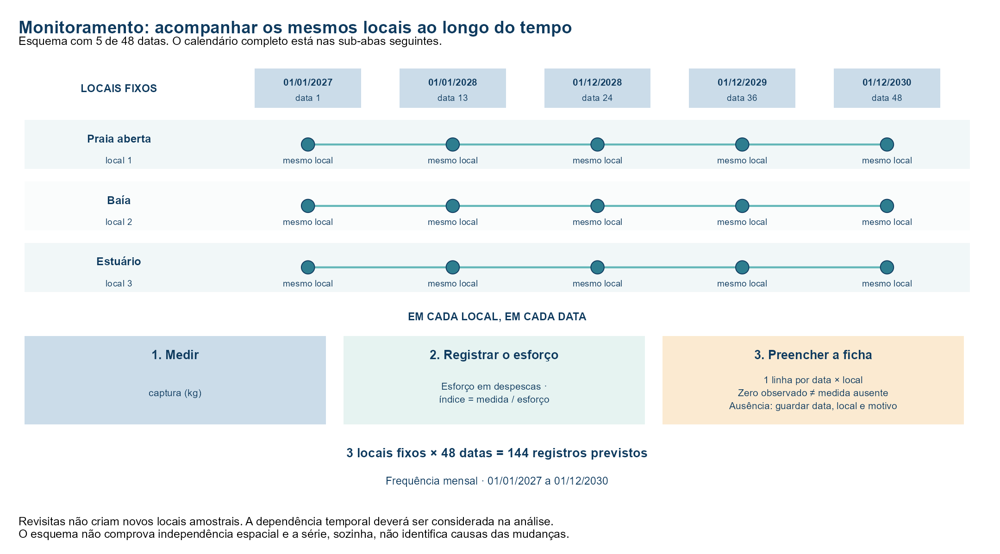 Monitoramento: acompanhar os mesmos locais ao longo do tempo
Esquema com 5 de 48 datas. O calendário completo está nas sub-abas seguintes.
LOCAIS FIXOS
01/01/2027
data 1
01/01/2028
data 13
01/12/2028
data 24
01/12/2029
data 36
01/12/2030
data 48
Praia aberta
local 1
mesmo local
mesmo local
mesmo local
mesmo local
mesmo local
Baía
local 2
mesmo local
mesmo local
mesmo local
mesmo local
mesmo local
Estuário
local 3
mesmo local
mesmo local
mesmo local
mesmo local
mesmo local
EM CADA LOCAL, EM CADA DATA
1. Medir
captura (kg)
2. Registrar o esforço
Esforço em despescas ·
índice = medida / esforço
3. Preencher a ficha
1 linha por data × local
Zero observado ≠ medida ausente
Ausência: guardar data, local e motivo
3 locais fixos × 48 datas = 144 registros previstos
Frequência mensal · 01/01/2027 a 01/12/2030
Revisitas não criam novos locais amostrais. A dependência temporal deverá ser considerada na análise.
O esquema não comprova independência espacial e a série, sozinha, não identifica causas das mudanças.